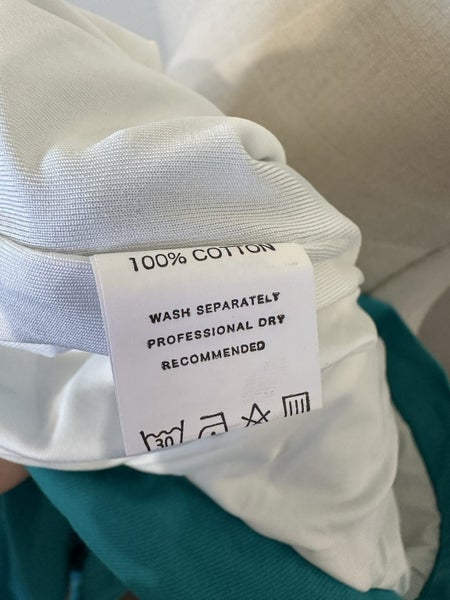 100% COTTON
WASH SEPARATELY
PROFESSIONAL DRY
RECOMMENDED
30